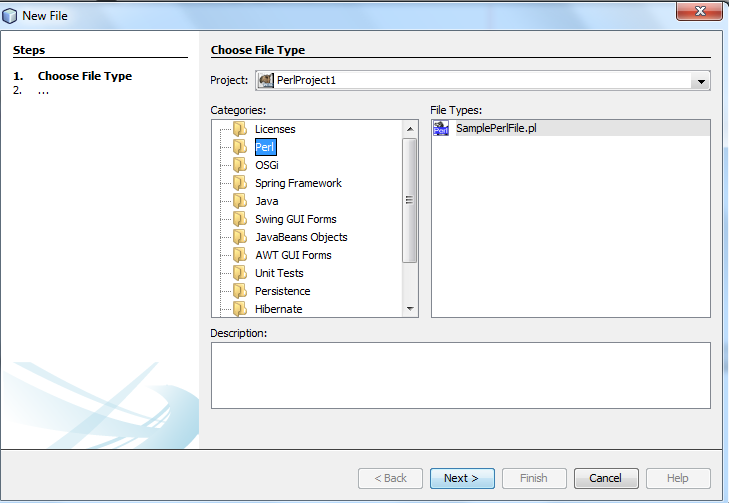 New File
Steps
1. Choose File Type
2. ...
Choose File Type
Project: PerlProject1
Categories:
Licenses
Perl
OSGi
Spring Framework
Java
Swing GUI Forms
JavaBeans Objects
AWT GUI Forms
Unit Tests
Persistence
Hibernate
File Types:
Perl SamplePerlFile.pl
Description:
< Back Next > Finish Cancel Help